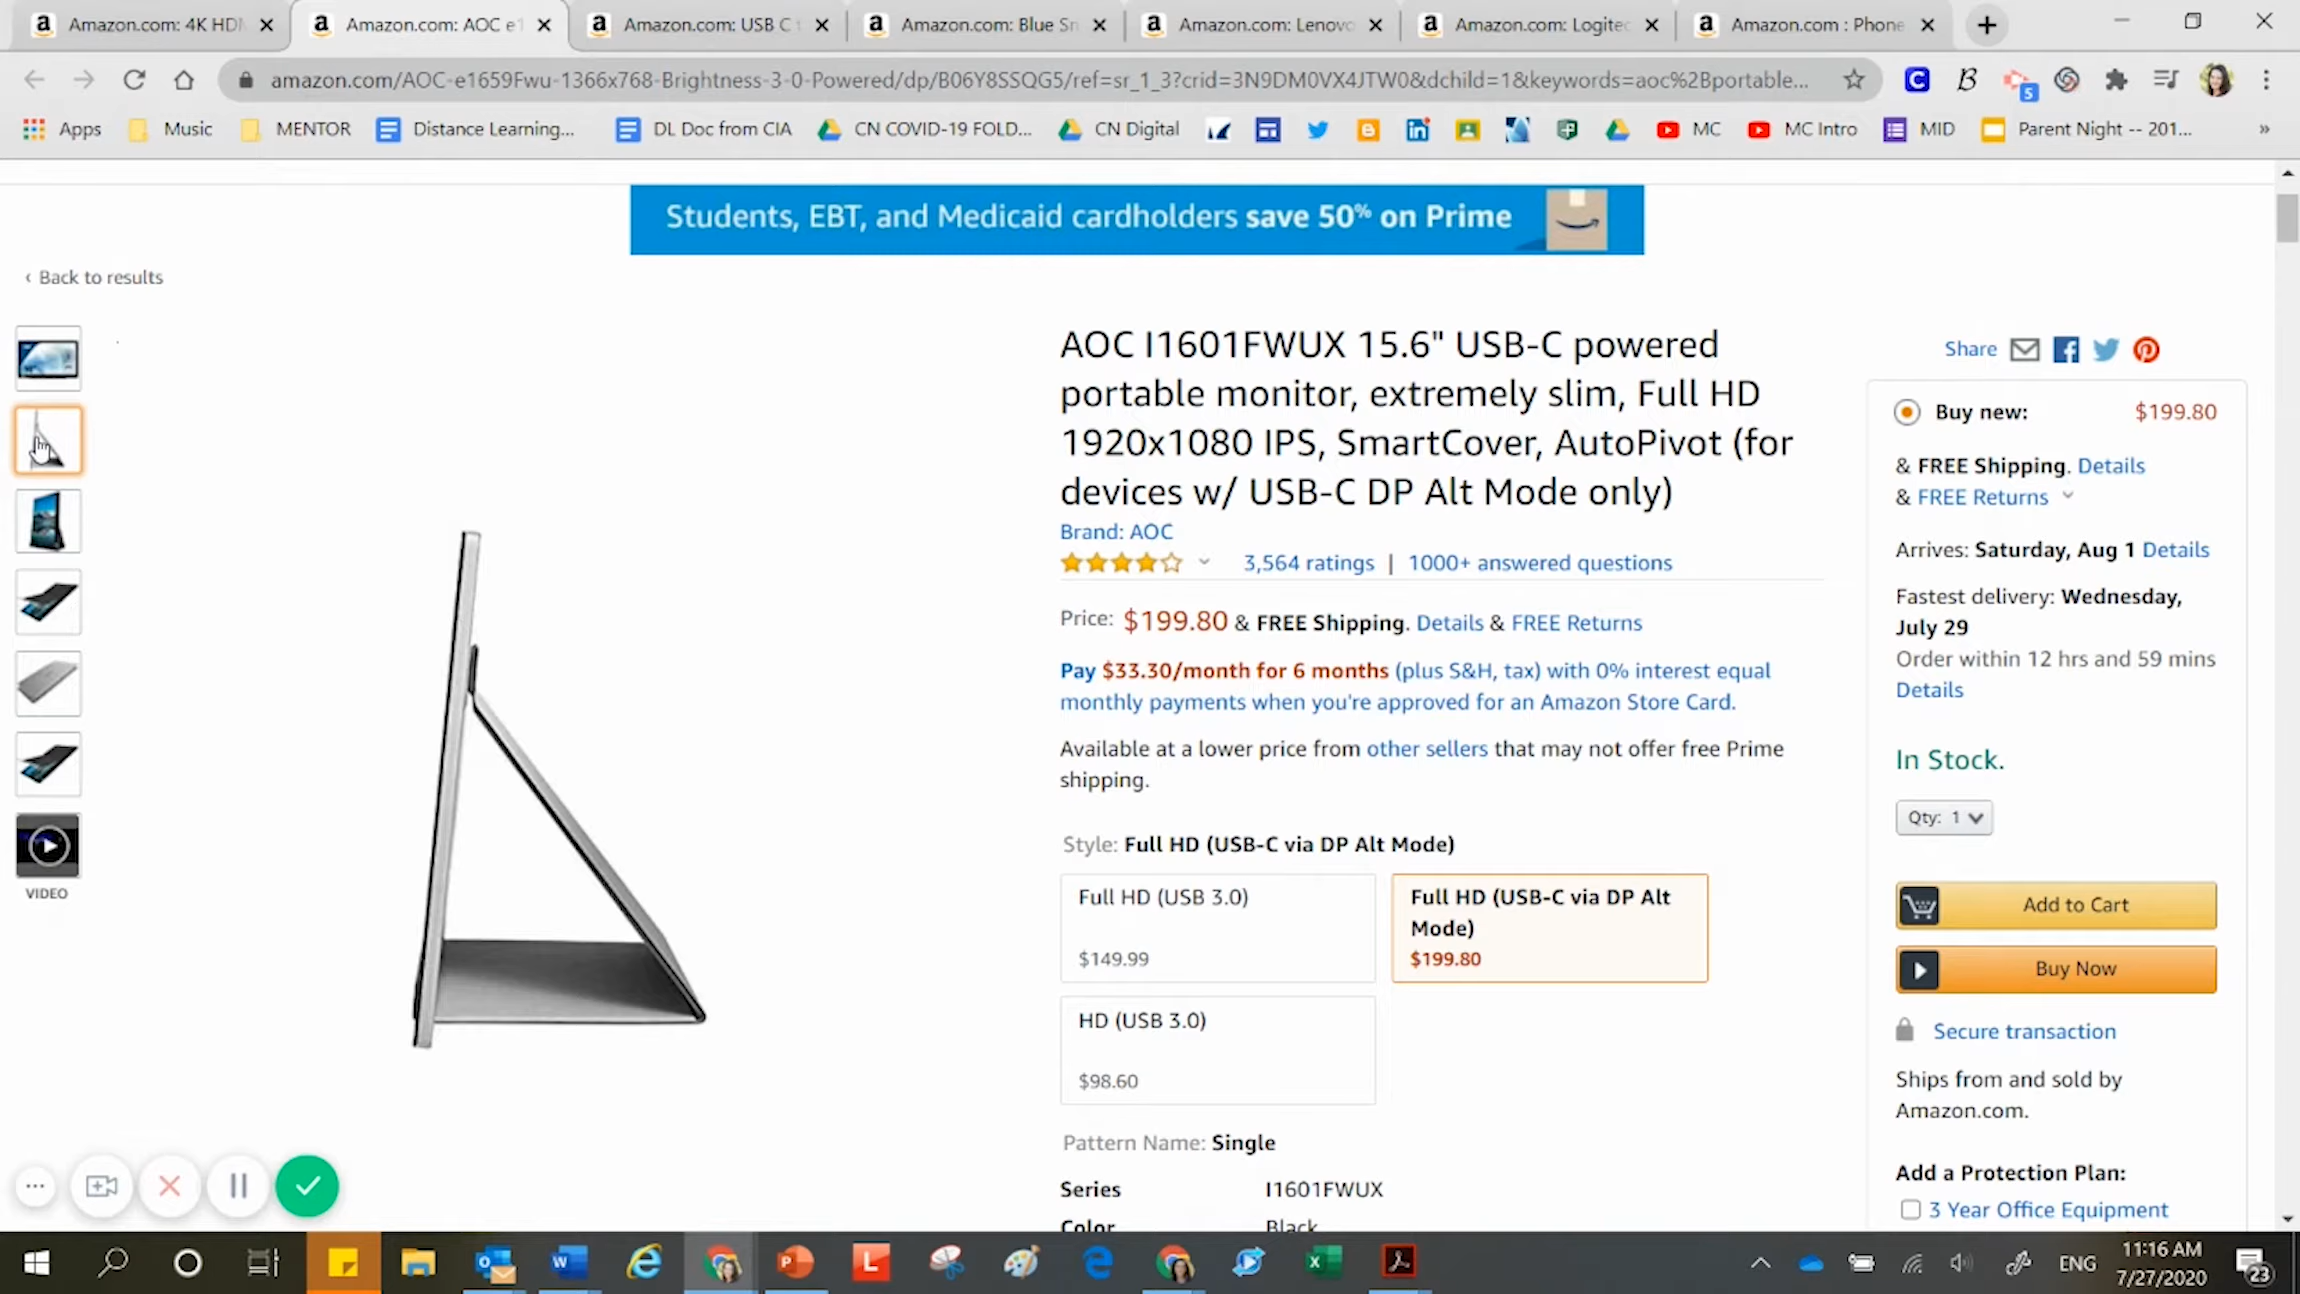 Amazon.com: 4K HD
Amazon.com: AOC e1
Amazon.com: USB C t
Amazon.com: Blue Sn
Amazon.com: Lenovo
Amazon.com: Logitec
Amazon.com : Phone
amazon.com/AOC-e1659Fwu-1366x768-Brightness-3-0-Powered/dp/B06Y8SSQG5/ref=sr_1_3?crid=3N9DM0VX4JTW0&dchild=1&keywords=aoc%2Bportable...
5
Apps
Music
MENTOR
Distance Learning...
DL Doc from CIA
CN COVID-19 FOLD...
CN Digital
MC
MC Intro
MID
Parent Night -- 201...
»
Students, EBT, and Medicaid cardholders save 50% on Prime
‹ Back to results
VIDEO
AOC I1601FWUX 15.6" USB-C powered
portable monitor, extremely slim, Full HD
1920x1080 IPS, SmartCover, AutoPivot (for
devices w/ USB-C DP Alt Mode only)
Brand: AOC
3,564 ratings | 1000+ answered questions
Price: $199.80 & FREE Shipping. Details & FREE Returns
Pay $33.30/month for 6 months (plus S&H, tax) with 0% interest equal
monthly payments when you're approved for an Amazon Store Card.
Available at a lower price from other sellers that may not offer free Prime
shipping.
Style: Full HD (USB-C via DP Alt Mode)
Full HD (USB 3.0)
$149.99
Full HD (USB-C via DP Alt
Mode)
$199.80
HD (USB 3.0)
$98.60
Pattern Name: Single
Series I1601FWUX
Color Black
Share
Buy new: $199.80
& FREE Shipping. Details
& FREE Returns
Arrives: Saturday, Aug 1 Details
Fastest delivery: Wednesday,
July 29
Order within 12 hrs and 59 mins
Details
In Stock.
Qty: 1
Add to Cart
Buy Now
Secure transaction
Ships from and sold by
Amazon.com.
Add a Protection Plan:
3 Year Office Equipment
ENG
11:16 AM
7/27/2020
23